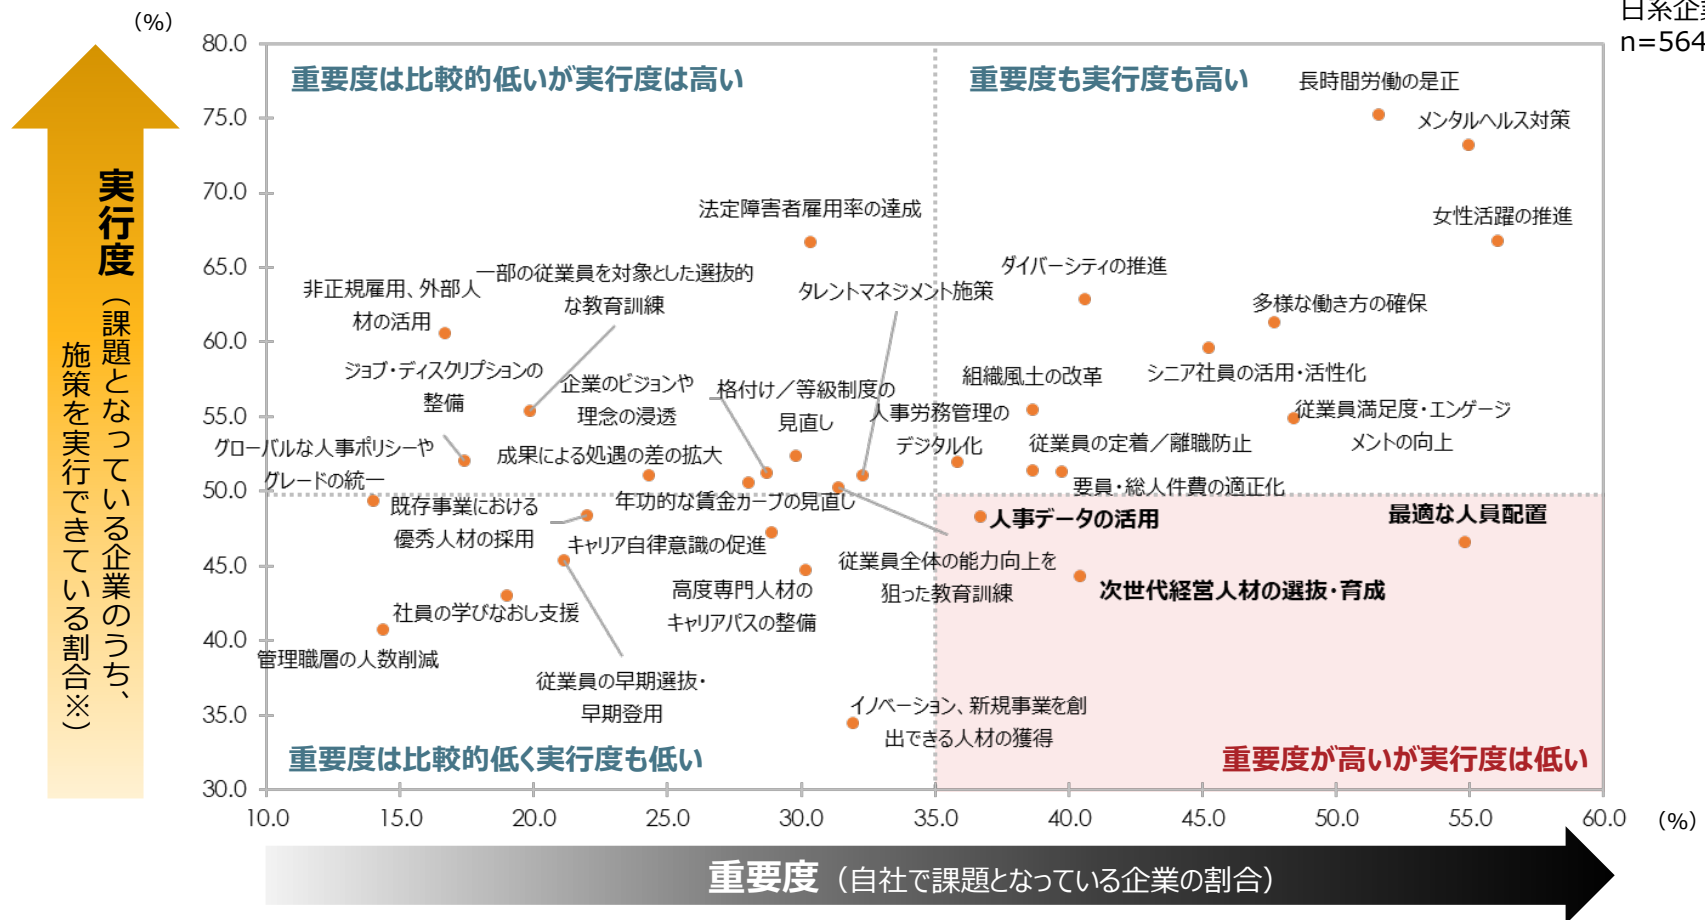 （%）
日系企業
n=564
80.0
75.0
70.0
65.0
60.0
55.0
50.0
45.0
40.0
35.0
30.0
実行度（課題となっている企業のうち、
施策を実行できている割合※）
重要度は比較的低いが実行度は高い
重要度も実行度も高い
長時間労働の是正
メンタルヘルス対策
女性活躍の推進
法定障害者雇用率の達成
ダイバーシティの推進
一部の従業員を対象とした選抜的
な教育訓練
非正規雇用、外部人
材の活用
タレントマネジメント施策
多様な働き方の確保
ジョブ・ディスクリプションの
整備
企業のビジョンや
理念の浸透
格付け／等級制度の
見直し
組織風土の改革
シニア社員の活用・活性化
人事労務管理の
デジタル化
従業員満足度・エンゲージ
メントの向上
グローバルな人事ポリシーや
グレードの統一
成果による処遇の差の拡大
従業員の定着／離職防止
要員・総人件費の適正化
年功的な賃金カーブの見直し
既存事業における
優秀人材の採用
人事データの活用
最適な人員配置
キャリア自律意識の促進
従業員全体の能力向上を
狙った教育訓練
高度専門人材の
キャリアパスの整備
次世代経営人材の選抜・育成
社員の学びなおし支援
管理職層の人数削減
従業員の早期選抜・
早期登用
イノベーション、新規事業を創
出できる人材の獲得
重要度は比較的低く実行度も低い
重要度が高いが実行度は低い
10.0 15.0 20.0 25.0 30.0 35.0 40.0 45.0 50.0 55.0 60.0 （%）
重要度（自社で課題となっている企業の割合）